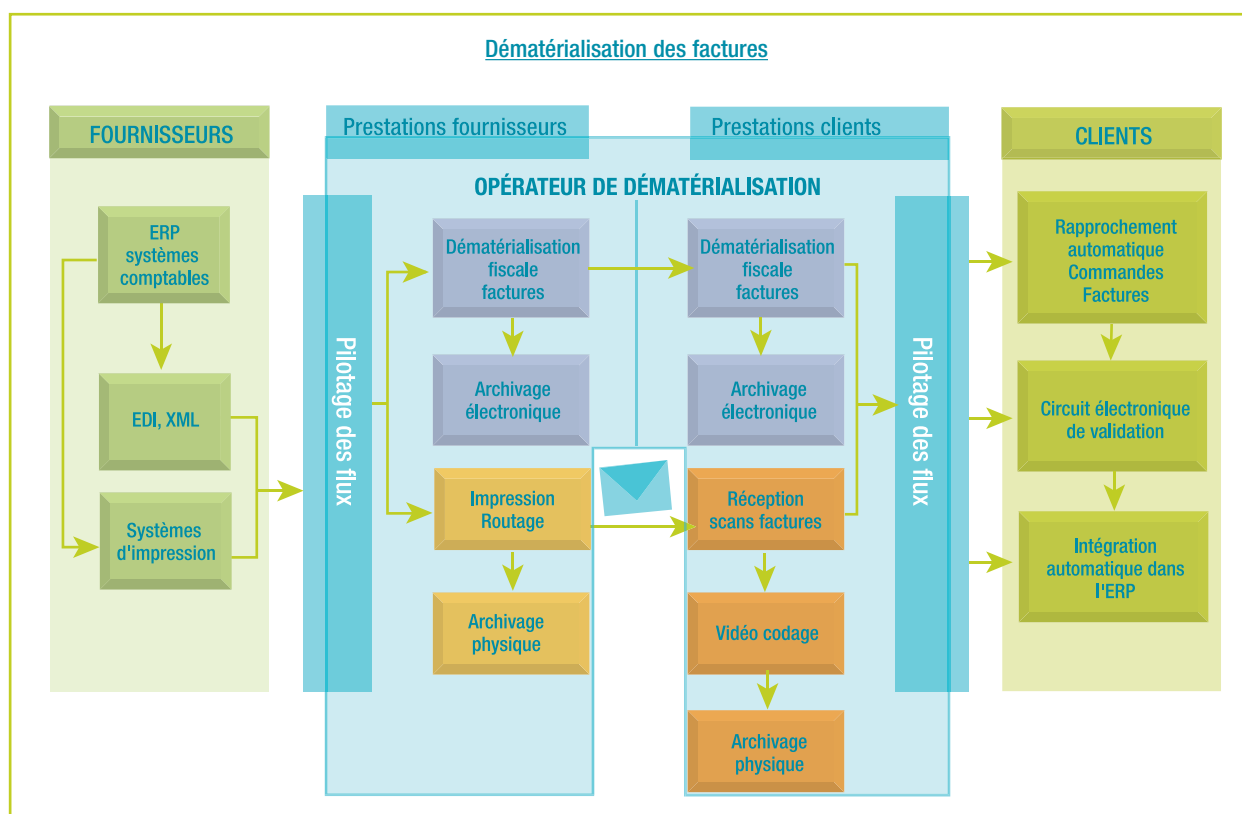 Dématérialisation des factures
FOURNISSEURS
ERP
systèmes
comptables
EDI, XML
Systèmes
d'impression
Prestations fournisseurs
Prestations clients
OPÉRATEUR DE DÉMATÉRIALISATION
Pilotage des flux
Dématérialisation
fiscale
factures
Archivage
électronique
Impression
Routage
Archivage
physique
Dématérialisation
fiscale
factures
Archivage
électronique
Réception
scans factures
Vidéo codage
Archivage
physique
Pilotage des flux
CLIENTS
Rapprochement
automatique
Commandes
Factures
Circuit électronique
de validation
Intégration
automatique dans
l'ERP